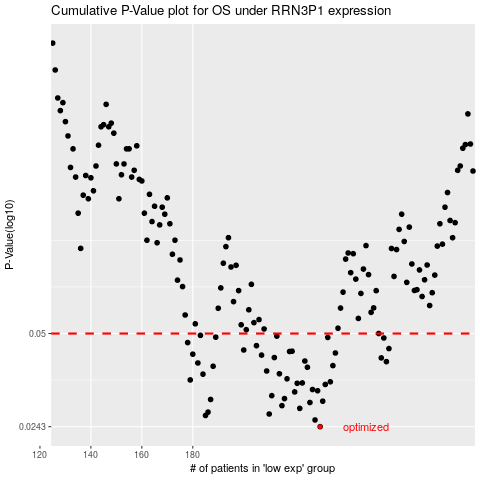 Cumulative P-Value plot for OS under RRN3P1 expression
P-Value(log10)
0.05
0.0243
optimized
120 140 160 180
# of patients in 'low exp' group